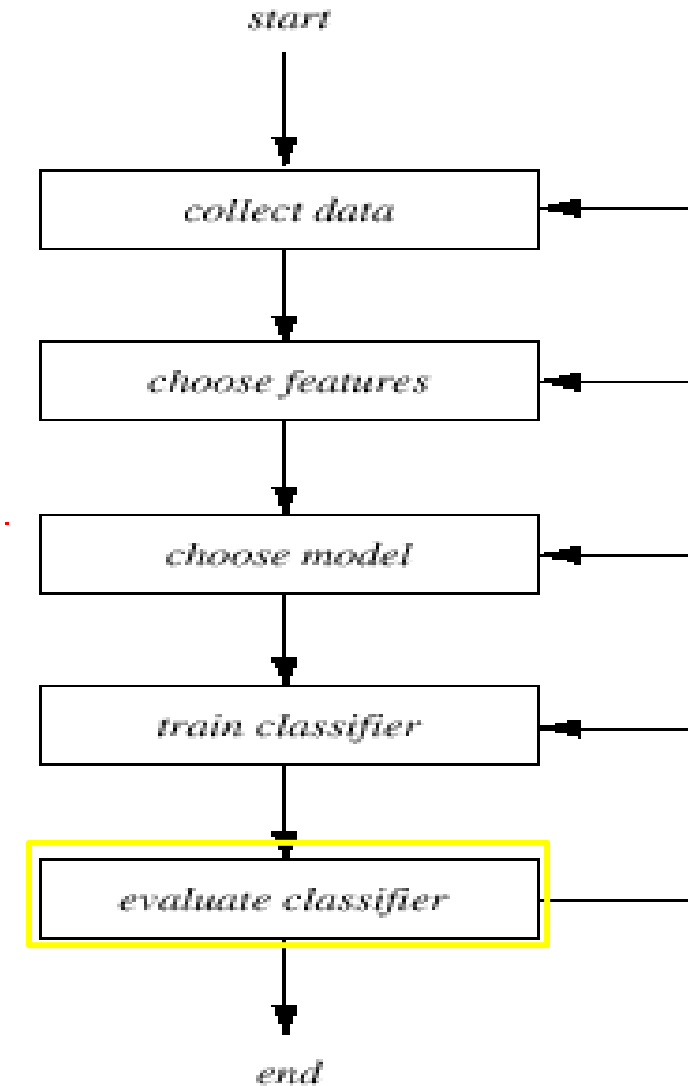 start
collect data
choose features
choose model
train classifier
evaluate classifier
end